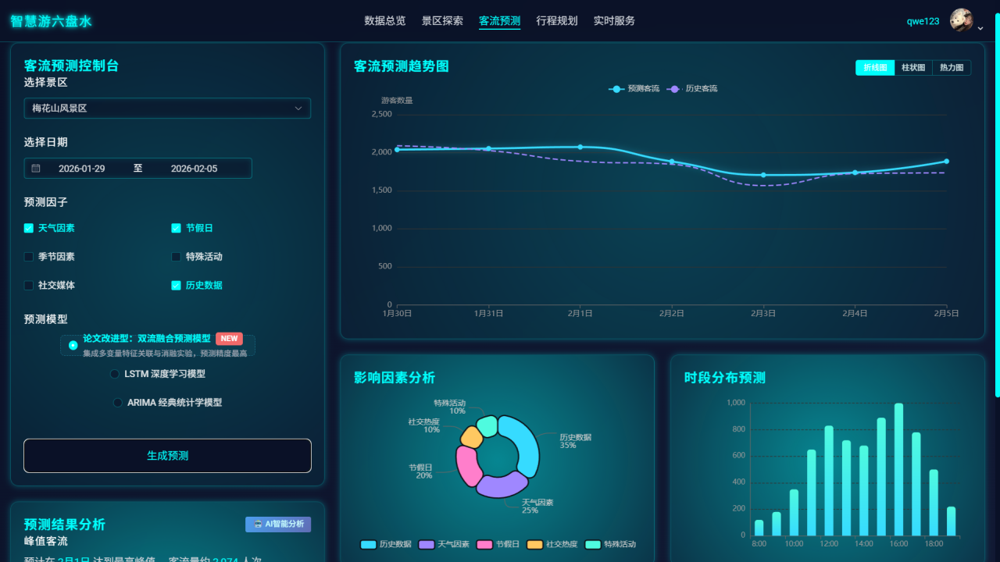 智慧游六盘水
数据总览 景区探索 客流预测 行程规划 实时服务
qwe123
客流预测控制台
选择景区
梅花山风景区
选择日期
2026-01-29 至 2026-02-05
预测因子
天气因素 节假日
季节因素 特殊活动
社交媒体 历史数据
预测模型
论文改进型：双流融合预测模型 NEW
集成多变量特征关联与消融实验，预测精度最高
LSTM 深度学习模型
ARIMA 经典统计学模型
生成预测
预测结果分析
AI智能分析
峰值客流
预计在 2月1日 达到最高峰值，客流量约 2,074 人次
客流预测趋势图
折线图 柱状图 热力图
预测客流 历史客流
游客数量
2,500
2,000
1,500
1,000
500
0
1月30日 1月31日 2月1日 2月2日 2月3日 2月4日 2月5日
影响因素分析
特殊活动
10%
社交热度
10%
历史数据
35%
节假日
20%
天气因素
25%
历史数据 天气因素 节假日 社交热度 特殊活动
时段分布预测
1,000
800
600
400
200
0
8:00 10:00 12:00 14:00 16:00 18:00